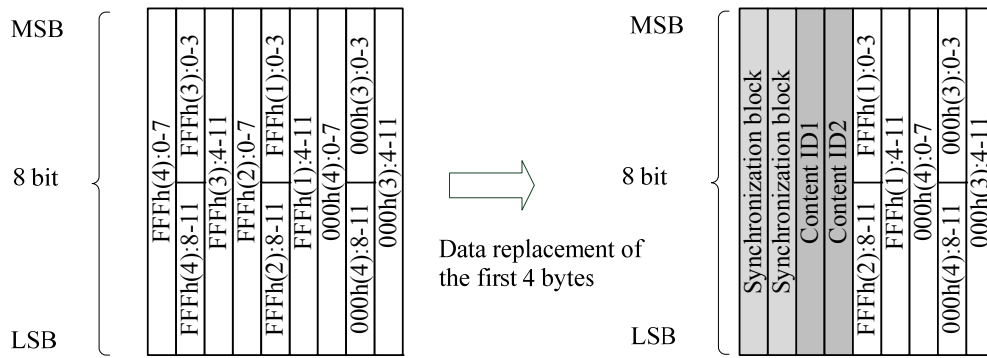 MSB
8 bit
LSB
FFFh(4):0-7
FFFh(3):0-3
FFFh(4):8-11
FFFh(3):4-11
FFFh(2):0-7
FFFh(1):0-3
FFFh(2):8-11
FFFh(1):4-11
000h(4):0-7
000h(3):0-3
000h(4):8-11
000h(3):4-11
Data replacement of
the first 4 bytes
MSB
8 bit
LSB
Synchronization block
Synchronization block
Content ID1
Content ID2
FFFh(1):0-3
FFFh(2):8-11
FFFh(1):4-11
000h(4):0-7
000h(3):0-3
000h(4):8-11
000h(3):4-11